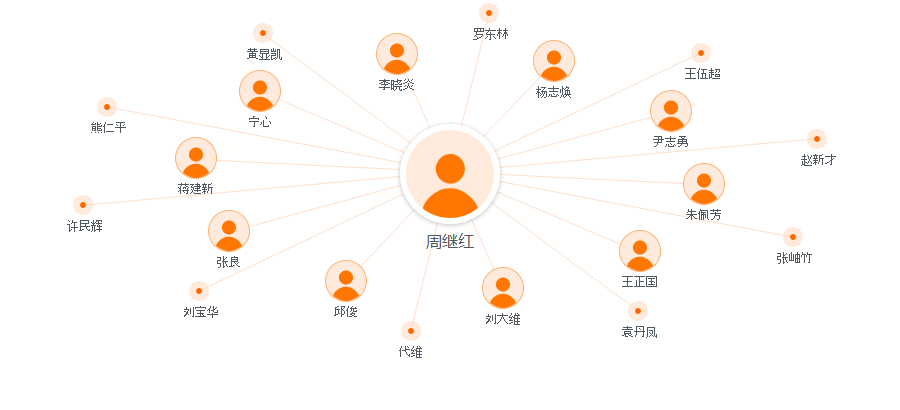 罗东林
黄显凯
王伍超
李晓炎
杨志焕
宁心
熊仁平
尹志勇
赵新才
蒋建新
朱佩芳
许民辉
周继红
张岫竹
张良
王正国
刘宝华
邱俊
刘大维
袁丹凤
代维